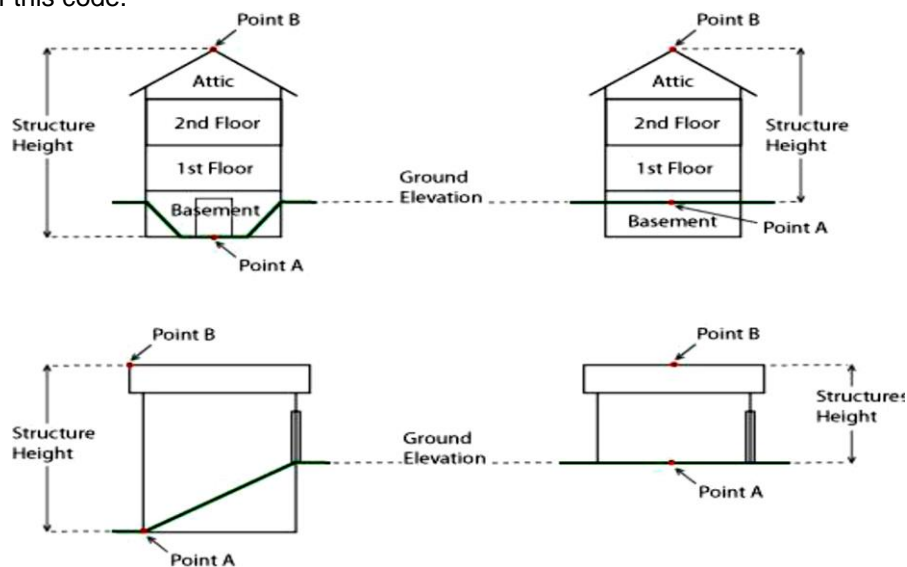 this code.
Point B
Point B
Attic
Attic
Structure
Height
2nd Floor
2nd Floor
Structure
Height
1st Floor
1st Floor
Ground
Elevation
Basement
Basement
Point A
Point A
Point B
Point B
Structure
Height
Structures
Height
Ground
Elevation
Point A
Point A